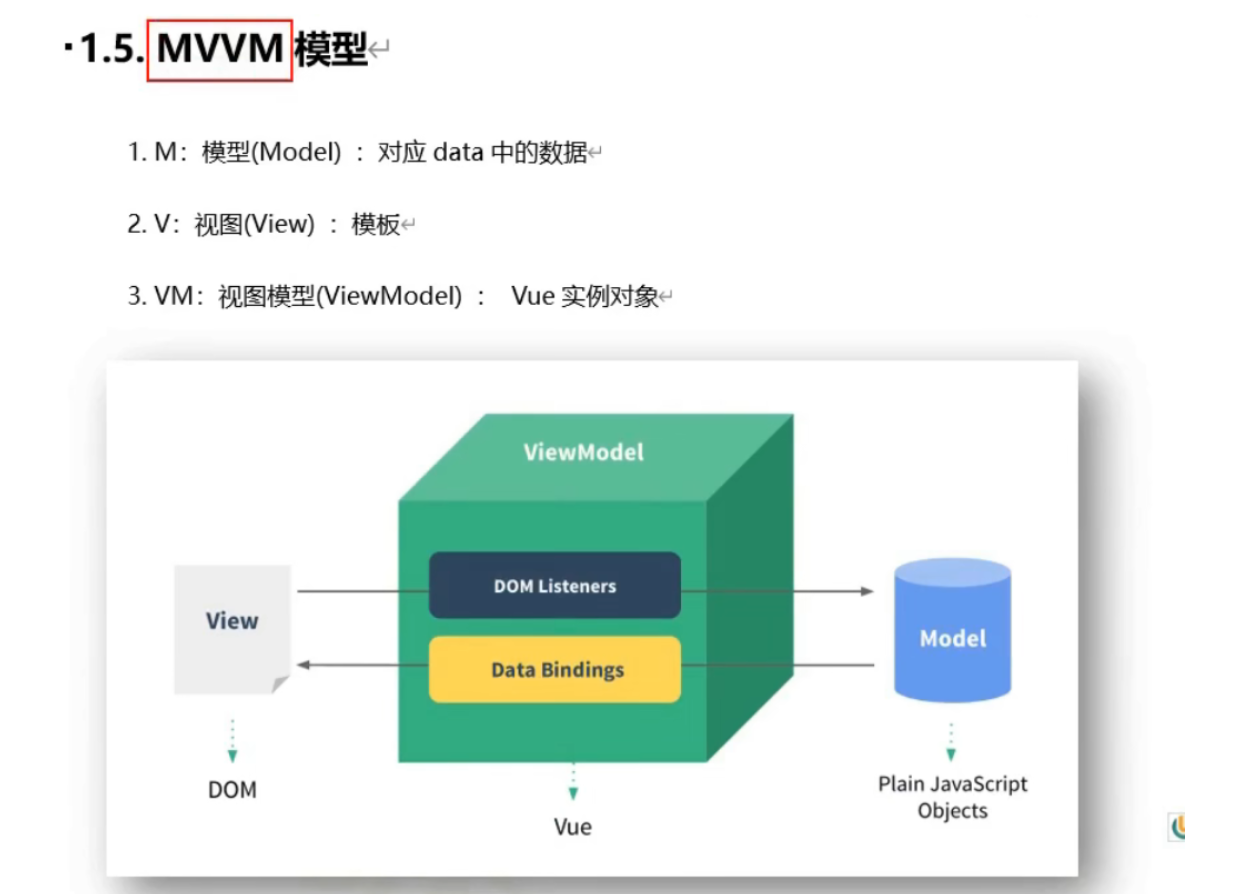 ·1.5. MVVM 模型↵
1. M：模型(Model) ：对应 data 中的数据↵
2. V：视图(View) ：模板↵
3. VM：视图模型(ViewModel) ： Vue 实例对象↵
ViewModel
DOM Listeners
View
Model
Data Bindings
DOM
Plain JavaScript
Objects
Vue